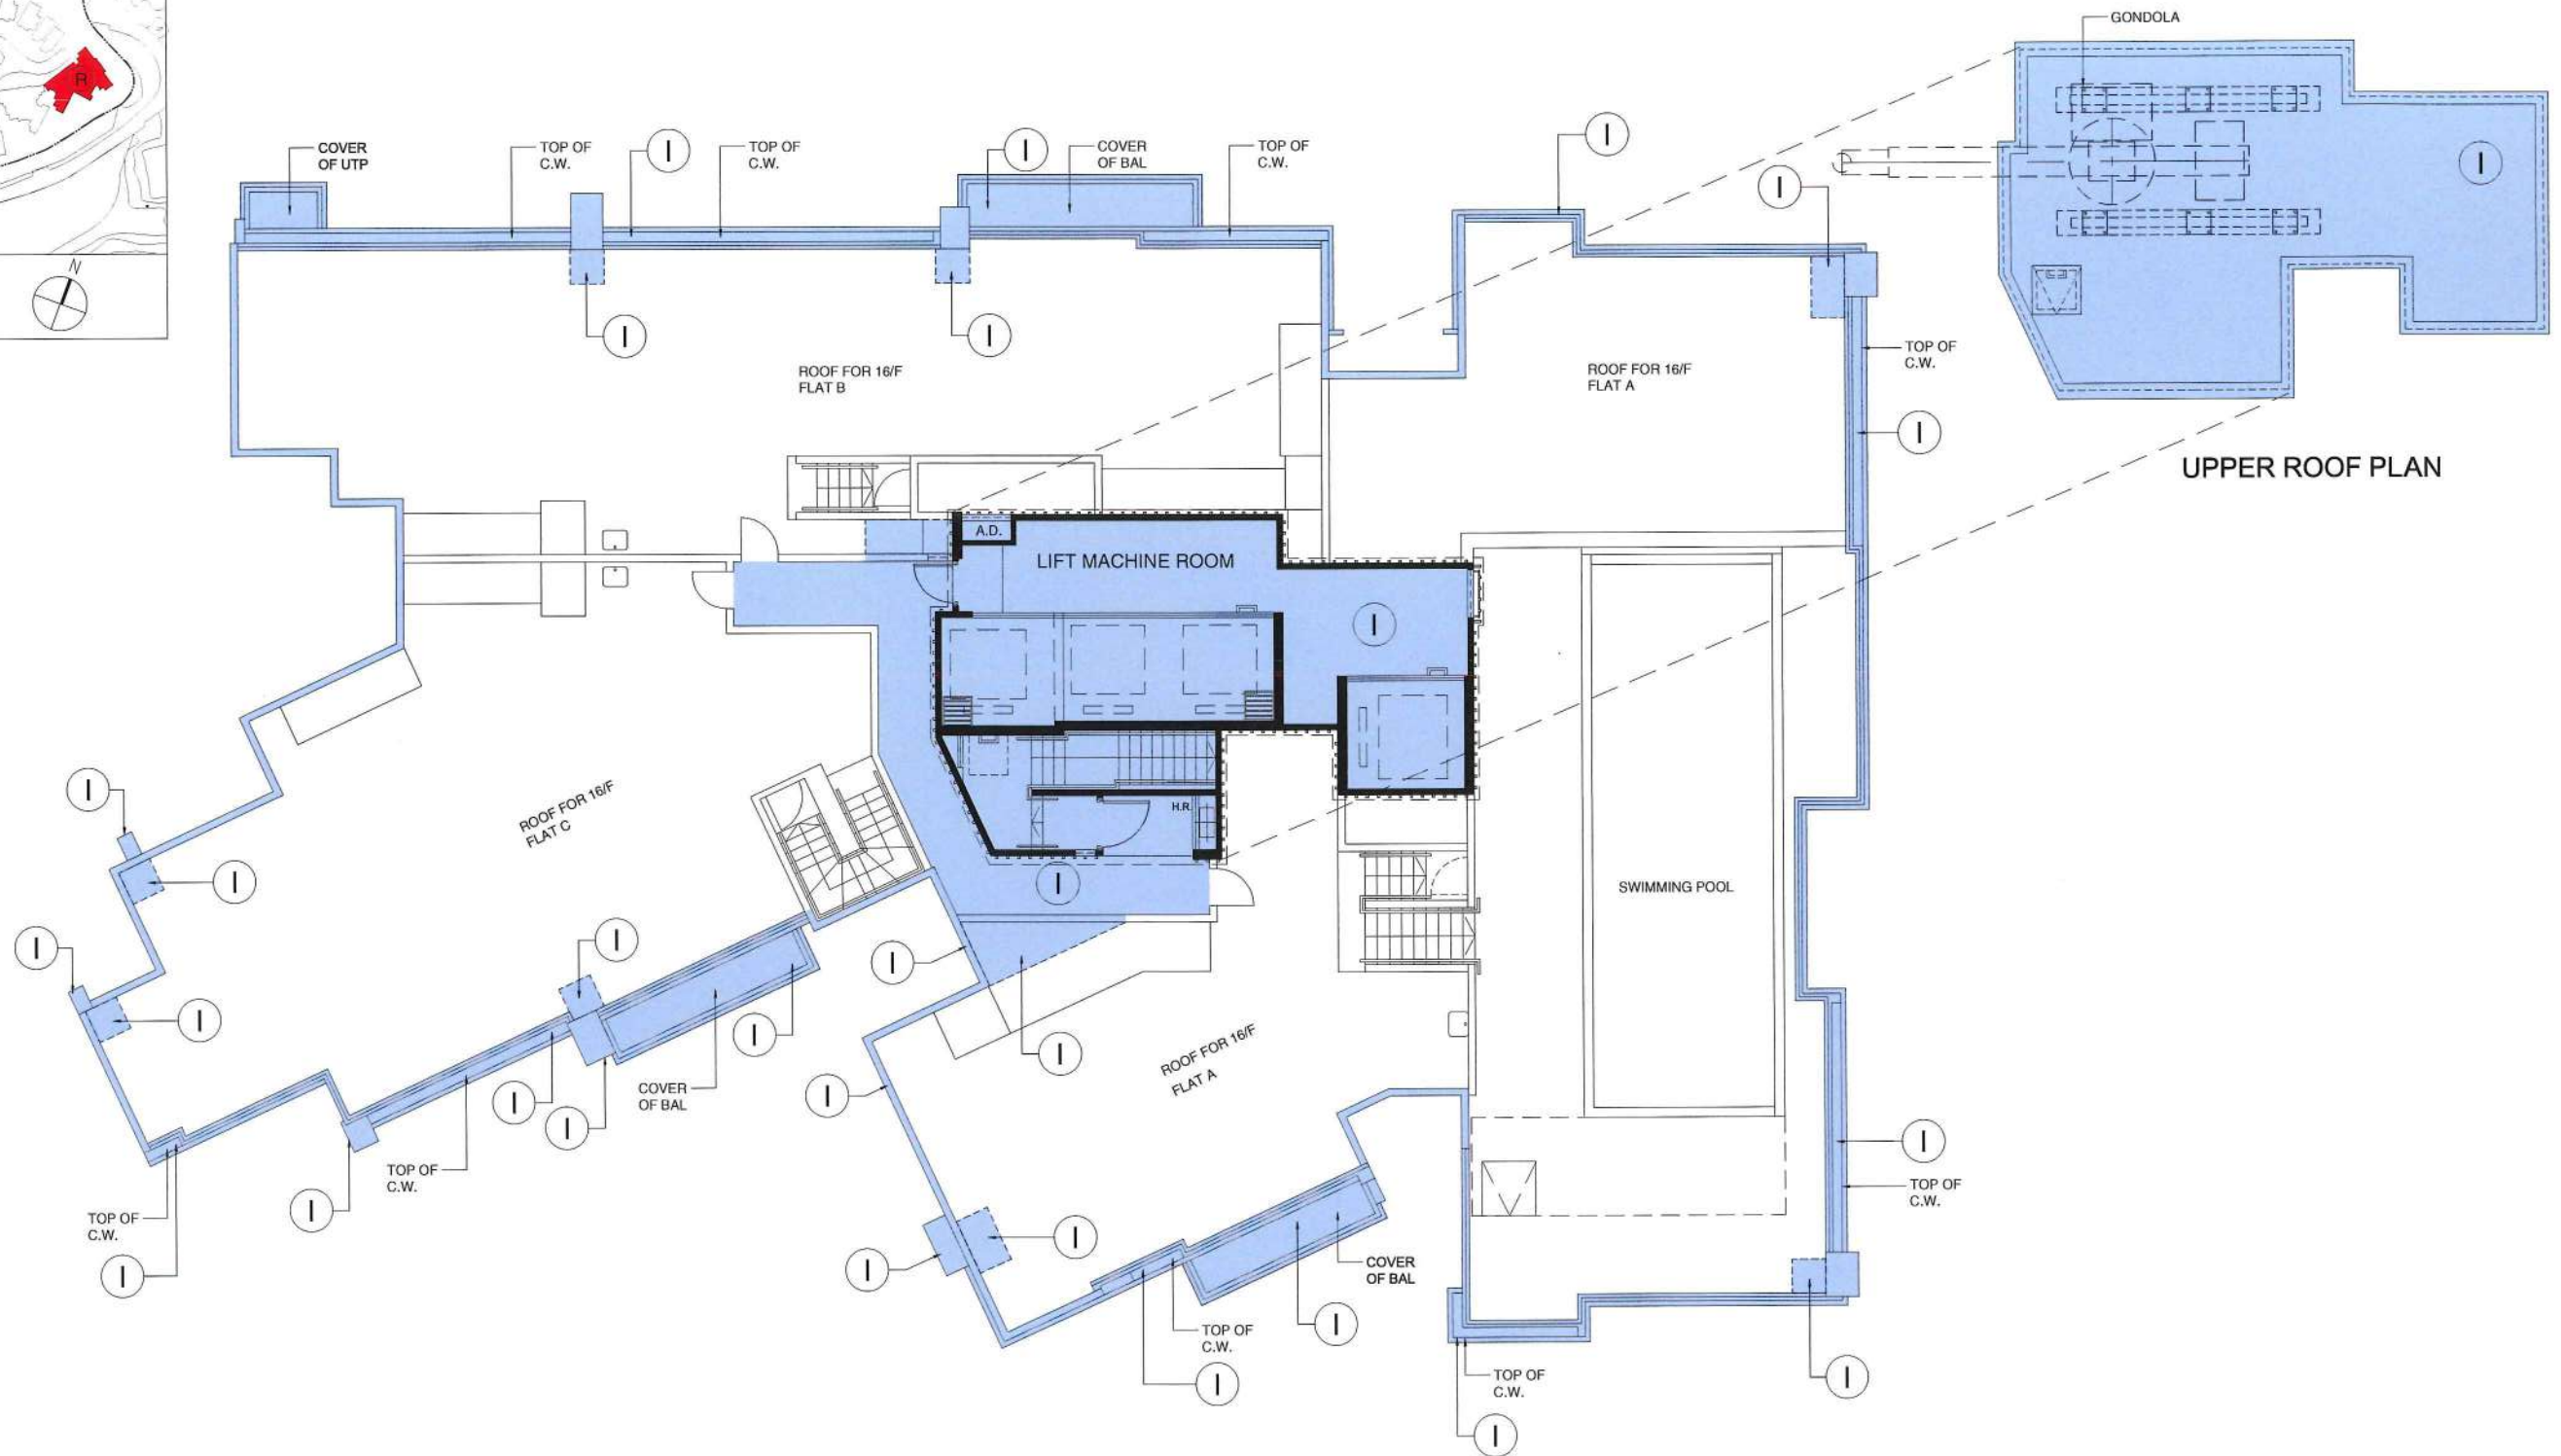 GONDOLA
R
N
COVER
OF UTP
TOP OF
C.W.
I
TOP OF
C.W.
I
COVER
OF BAL
TOP OF
C.W.
I
I
I
I
I
TOP OF
C.W.
ROOF FOR 16/F
FLAT B
ROOF FOR 16/F
FLAT A
I
UPPER ROOF PLAN
A.D.
LIFT MACHINE ROOM
I
I
ROOF FOR 16/F
FLAT C
H.R.
I
I
SWIMMING POOL
I
I
I
I
I
I
ROOF FOR 16/F
FLAT A
I
COVER
OF BAL
I
I
I
I
TOP OF
C.W.
TOP OF
C.W.
I
TOP OF
C.W.
I
I
I
I
COVER
OF BAL
I
TOP OF
C.W.
I
TOP OF
C.W.
I
I